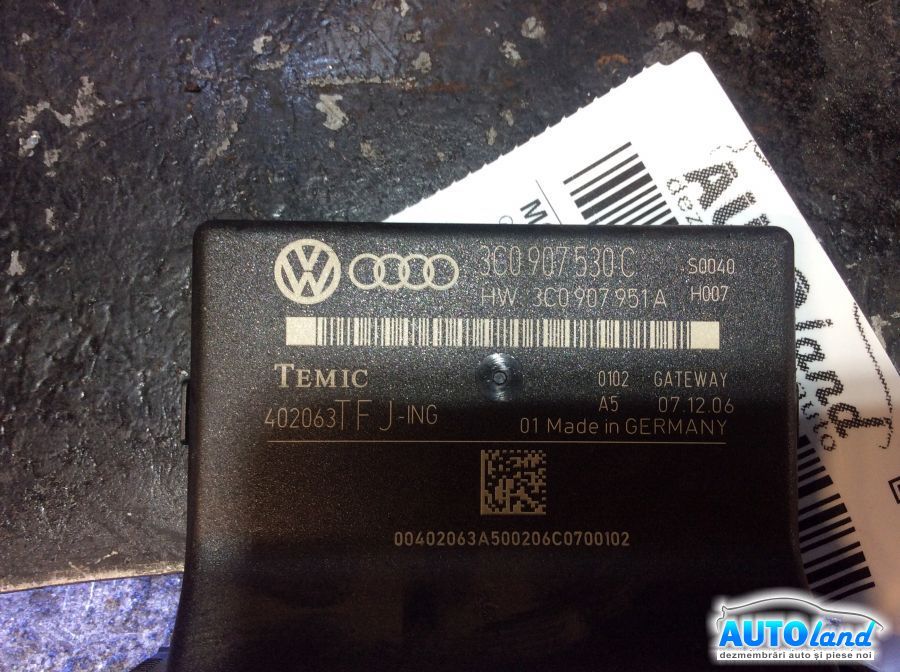 3C0 907 530 C S0040
HW 3C0 907 951 A H007
TEMIC 0102 GATEWAY
402063TF J-ING A5 07.12.06
01 Made in GERMANY
00402063A500206C0700102
AUTOland
dezmembrări auto și piese noi